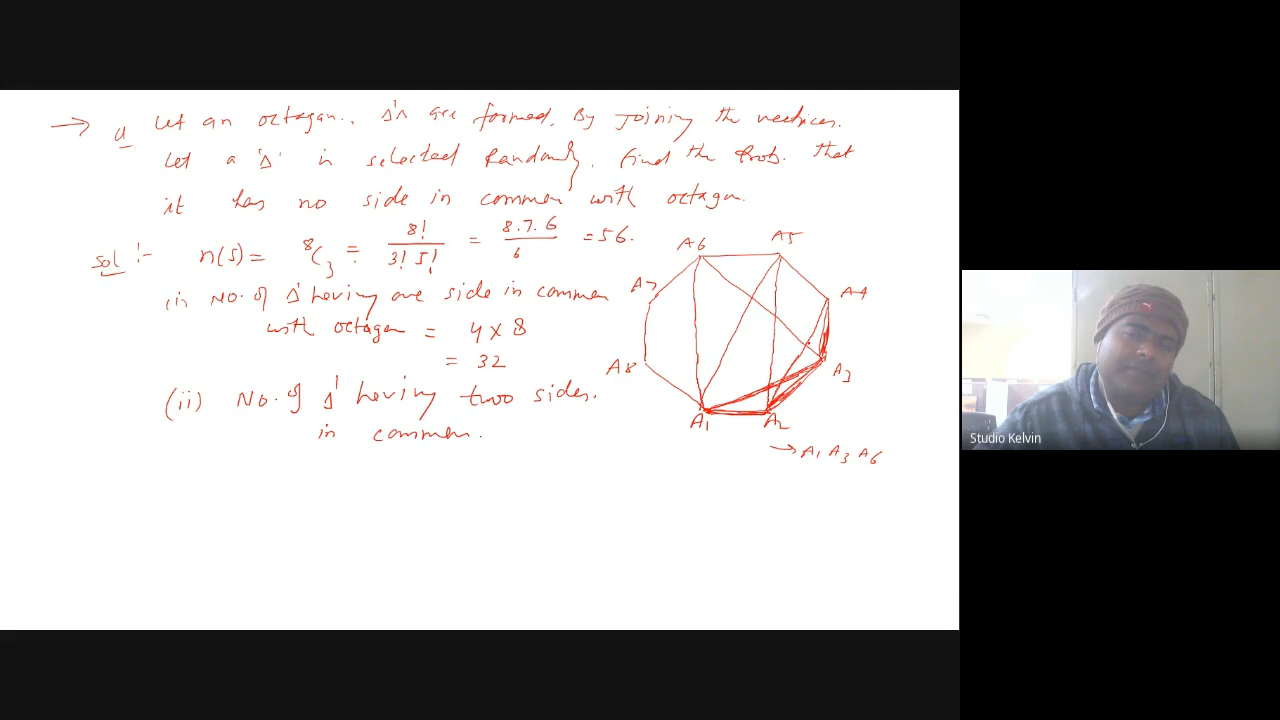 → Q Let an octagan., Δ's are formed. By Joining the vertices.
Let a 'Δ' is selected Randomly. Find the Prob. that
it has no side in common with octagon.
Sol :- n(S) = 8C3 = 8! / 3! 5! = 8.7.6 / 6 = 56.
(i) No. of Δ' having one side in common
with octagon = 4 x 8
= 32
(ii) No. of Δ' having two sides.
in common.
A6 A5
A7 A4
A8 A3
A1 A2
→ A1 A3 A6
Studio Kelvin